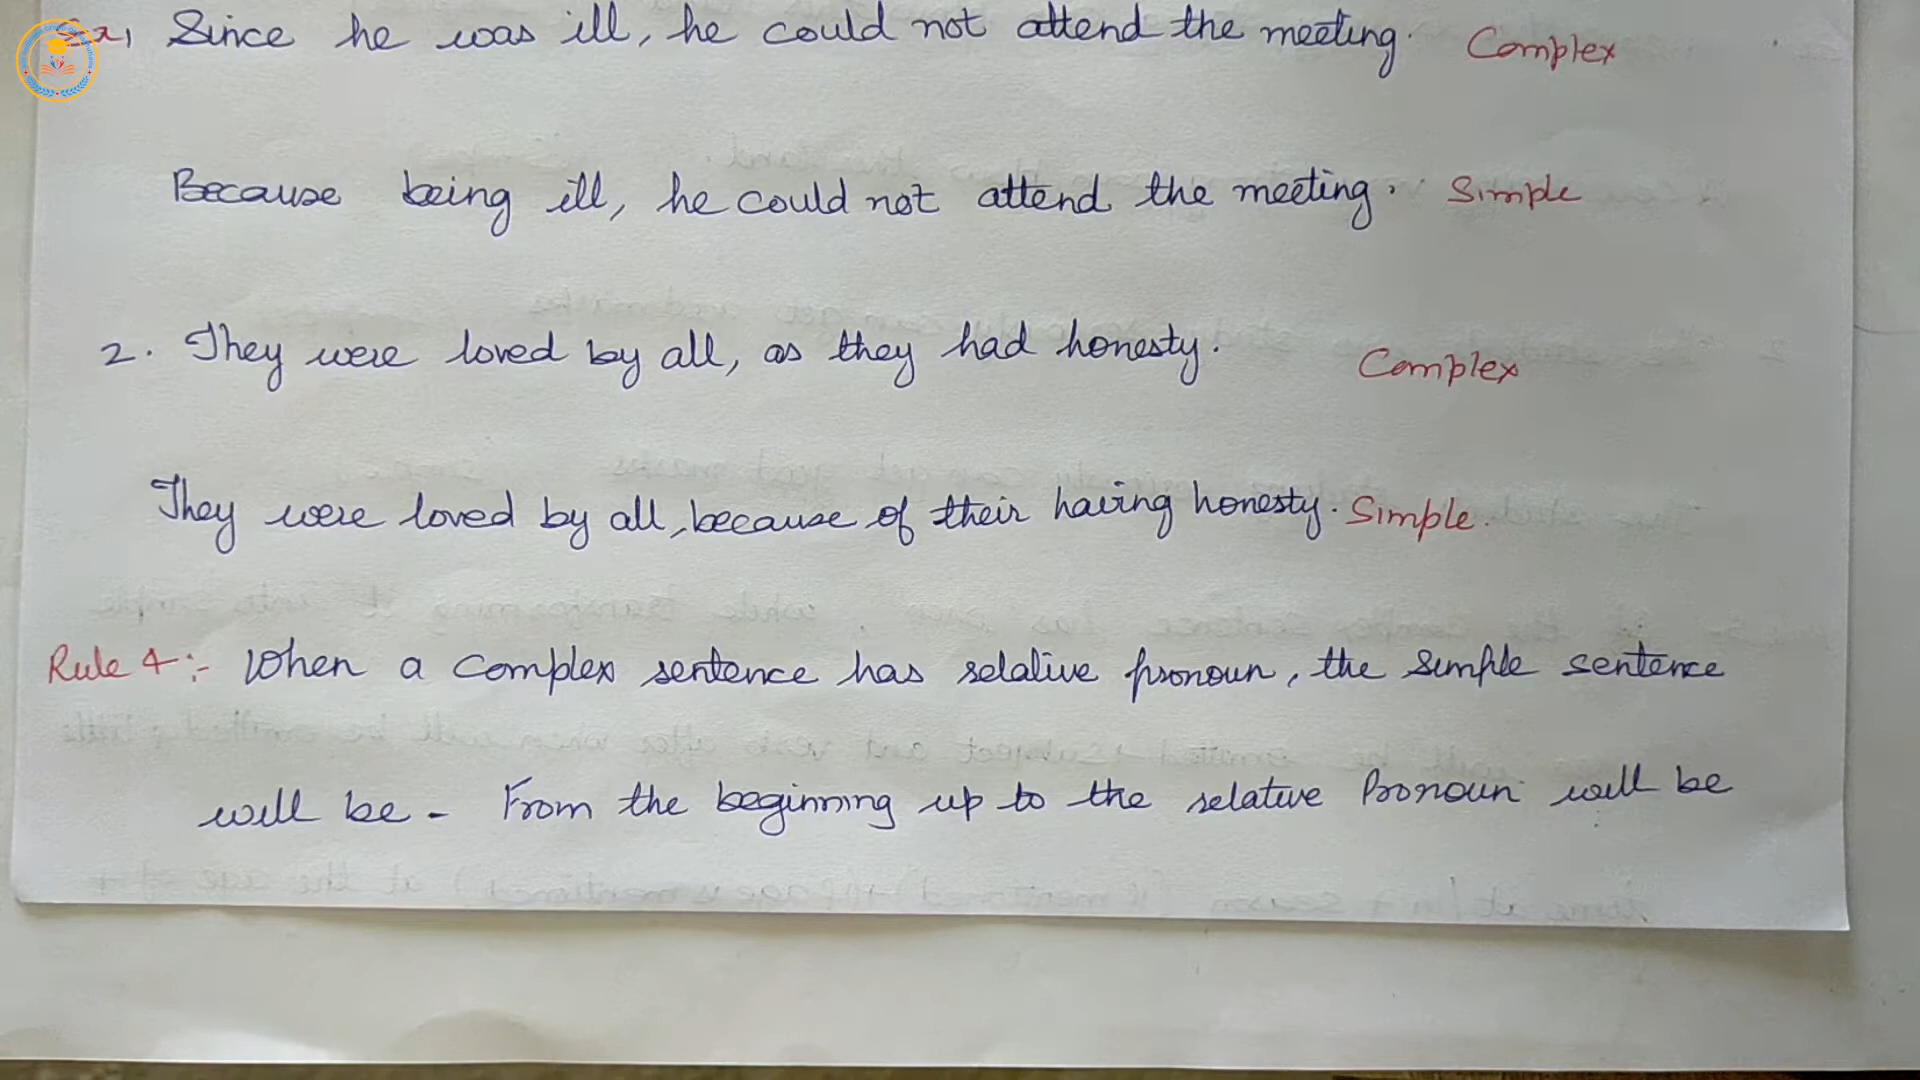 Ex, Since he was ill, he could not attend the meeting. Complex
Because being ill, he could not attend the meeting. Simple
2. They were loved by all, as they had honesty. Complex
They were loved by all, because of their having honesty. Simple.
Rule 4:- When a complex sentence has relative pronoun, the simple sentence
will be - From the beginning up to the relative Pronoun will be